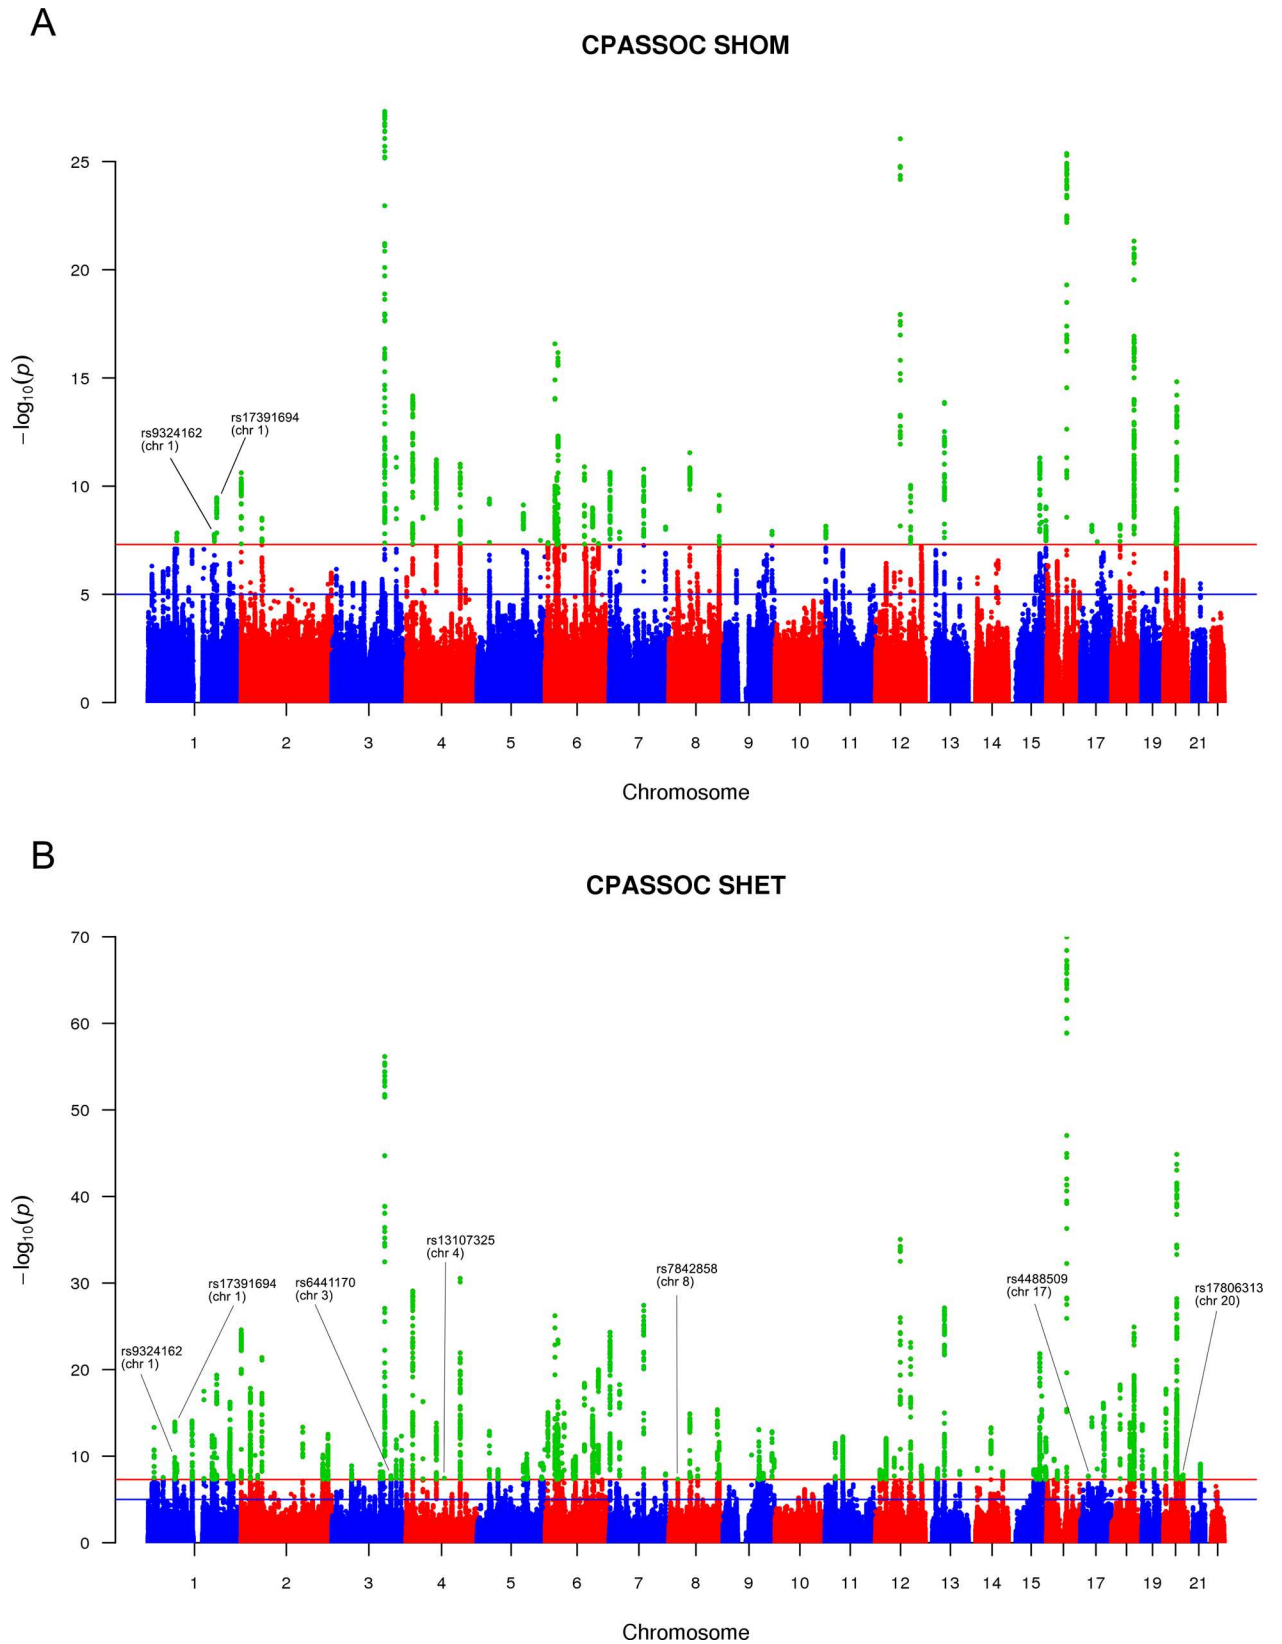 A
CPASSOC SHOM
25
20
15
10
5
0
−log10(p)
rs9324162
(chr 1)
rs17391694
(chr 1)
1 2 3 4 5 6 7 8 9 10 11 12 13 14 15 17 19 21
Chromosome
B
CPASSOC SHET
70
60
50
40
30
20
10
0
−log10(p)
rs9324162
(chr 1)
rs17391694
(chr 1)
rs6441170
(chr 3)
rs13107325
(chr 4)
rs7842858
(chr 8)
rs4488509
(chr 17)
rs17806313
(chr 20)
1 2 3 4 5 6 7 8 9 10 11 12 13 14 15 17 19 21
Chromosome